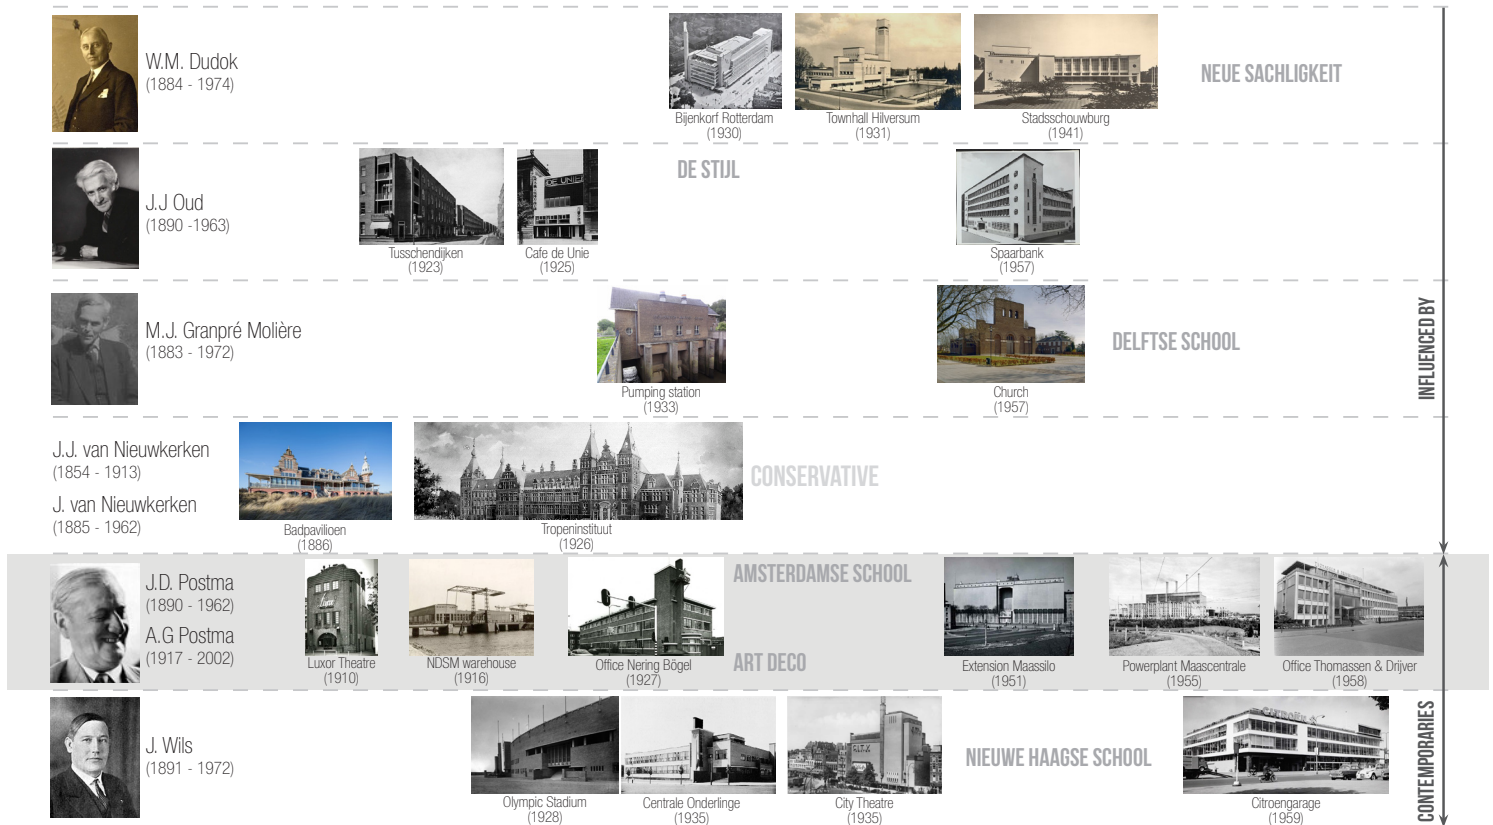 W.M. Dudok
(1884 - 1974)
Bijenkorf Rotterdam
(1930)
Townhall Hilversum
(1931)
Stadsschouwburg
(1941)
NEUE SACHLIGKEIT
J.J Oud
(1890 -1963)
Tusschendijken
(1923)
DE UNIE
Cafe de Unie
(1925)
DE STIJL
Spaarbank
(1957)
M.J. Granpré Molière
(1883 - 1972)
Pumping station
(1933)
Church
(1957)
DELFTSE SCHOOL
INFLUENCED BY
J.J. van Nieuwkerken
(1854 - 1913)
J. van Nieuwkerken
(1885 - 1962)
Badpavilioen
(1886)
Tropeninstituut
(1926)
CONSERVATIVE
J.D. Postma
(1890 - 1962)
A.G Postma
(1917 - 2002)
Luxor
Luxor Theatre
(1910)
NDSM warehouse
(1916)
Office Nering Bögel
(1927)
AMSTERDAMSE SCHOOL
ART DECO
Extension Maassilo
(1951)
Powerplant Maascentrale
(1955)
Office Thomassen & Drijver
(1958)
J. Wils
(1891 - 1972)
Olympic Stadium
(1928)
Centrale Onderlinge
(1935)
CITY
City Theatre
(1935)
NIEUWE HAAGSE SCHOOL
CITROËN
Citroengarage
(1959)
CONTEMPORARIES